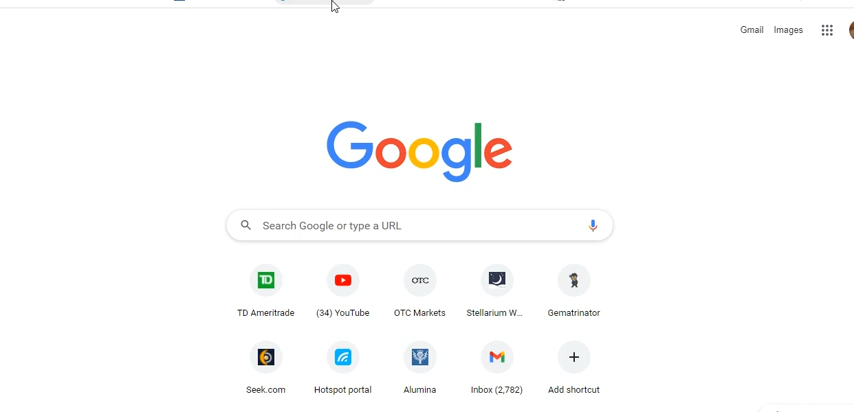 Gmail Images
Google
Search Google or type a URL
TD
OTC
TD Ameritrade (34) YouTube OTC Markets Stellarium W... Gematrinator
Seek.com Hotspot portal Alumina Inbox (2,782) Add shortcut